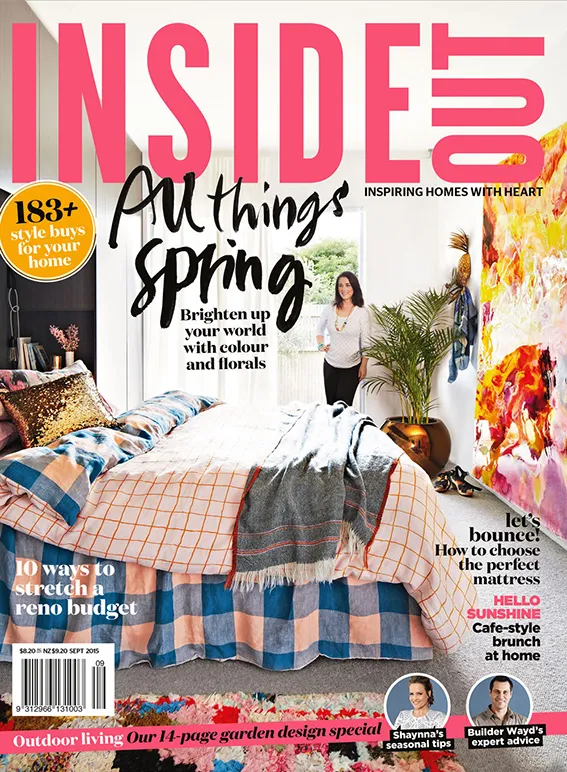 INSIDE
OUT
INSPIRING HOMES WITH HEART
183+
style buys
for your
home
All things
spring
Brighten up
your world
with colour
and florals
let's
bounce!
How to choose
the perfect
mattress
10 ways to
stretch a
reno budget
HELLO
SUNSHINE
Cafe-style
brunch
at home
NZ$9.20 SEPT 2015
09
9 312966 131003
Shaynna's
seasonal tips
Builder Wayd's
expert advice
Outdoor living Our 14-page garden design special